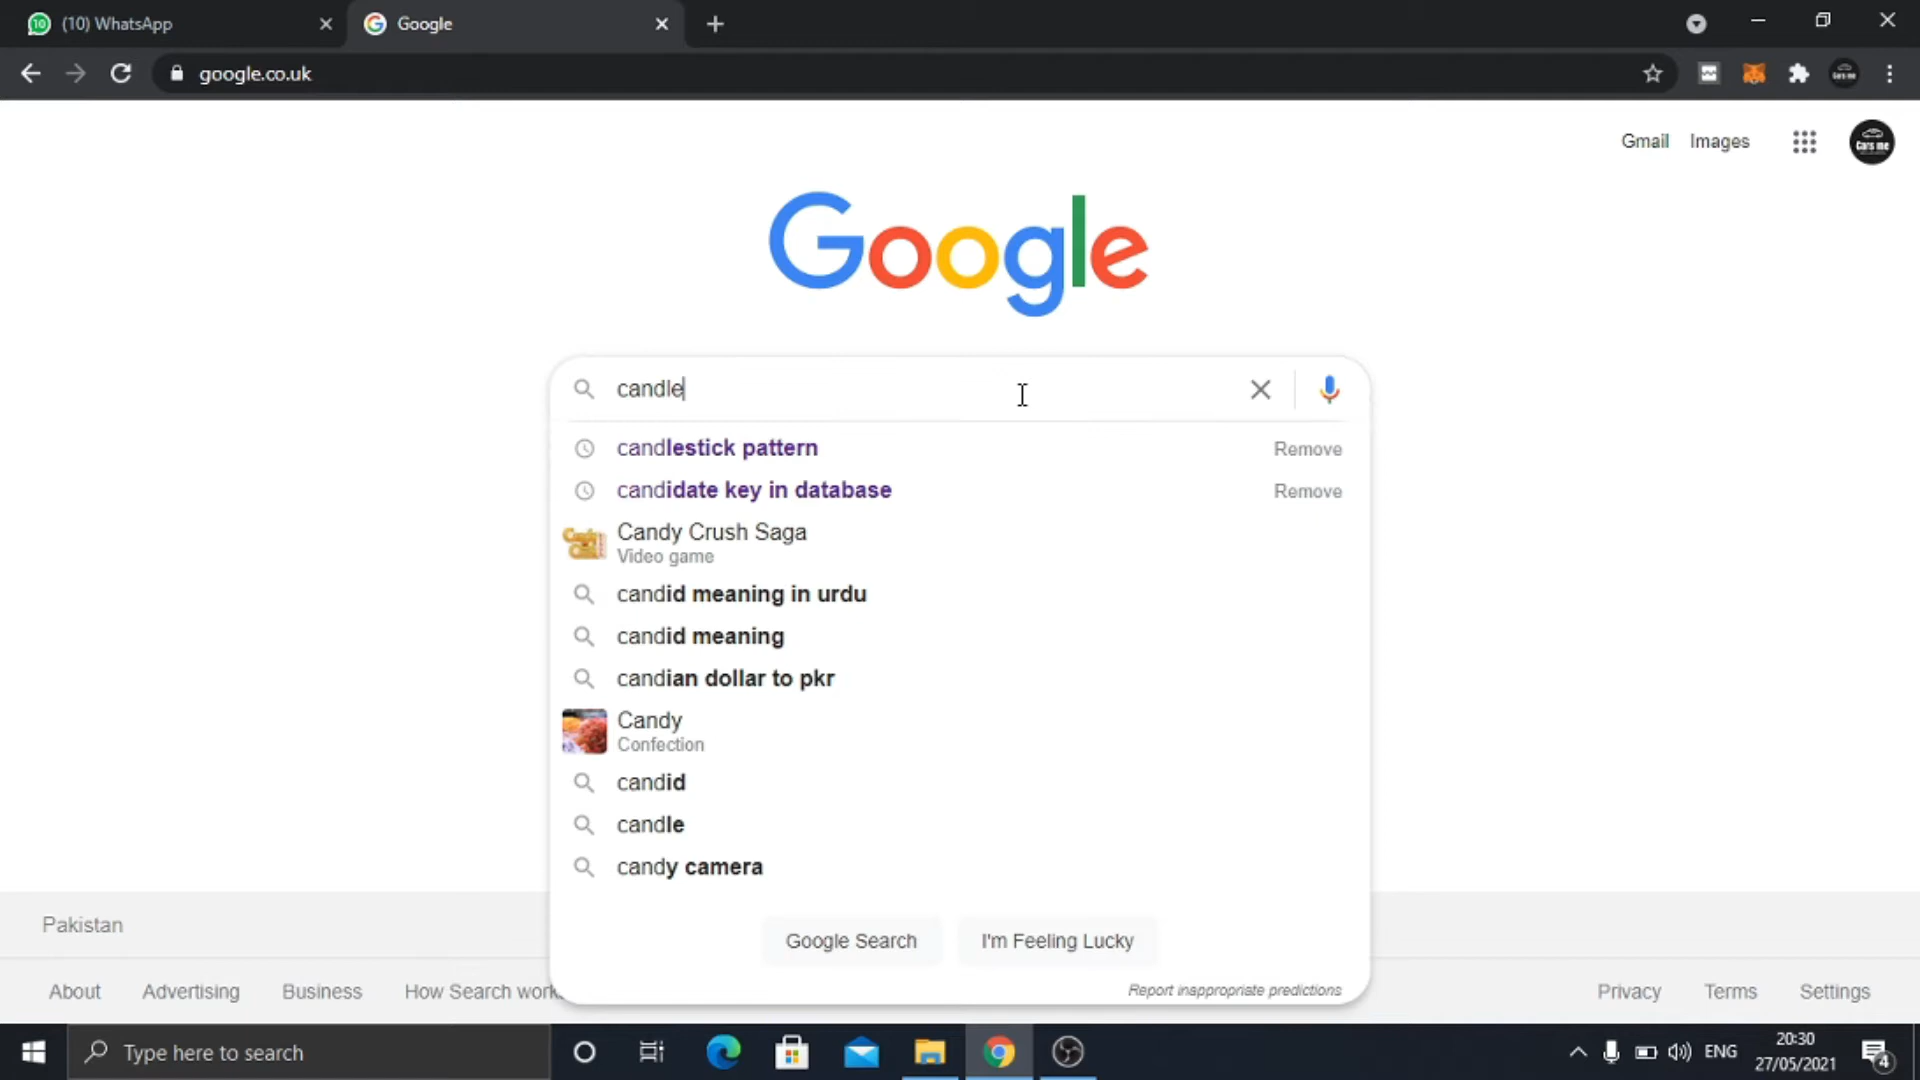 (10) WhatsApp
Google
google.co.uk
Gmail Images
Cars me
Google
candle
candlestick pattern Remove
candidate key in database Remove
Candy Crush Saga
Video game
candid meaning in urdu
candid meaning
candian dollar to pkr
Candy
Confection
candid
candle
candy camera
Google Search I'm Feeling Lucky
Report inappropriate predictions
Pakistan
About Advertising Business How Search work
Privacy Terms Settings
Type here to search
ENG
20:30
27/05/2021
4